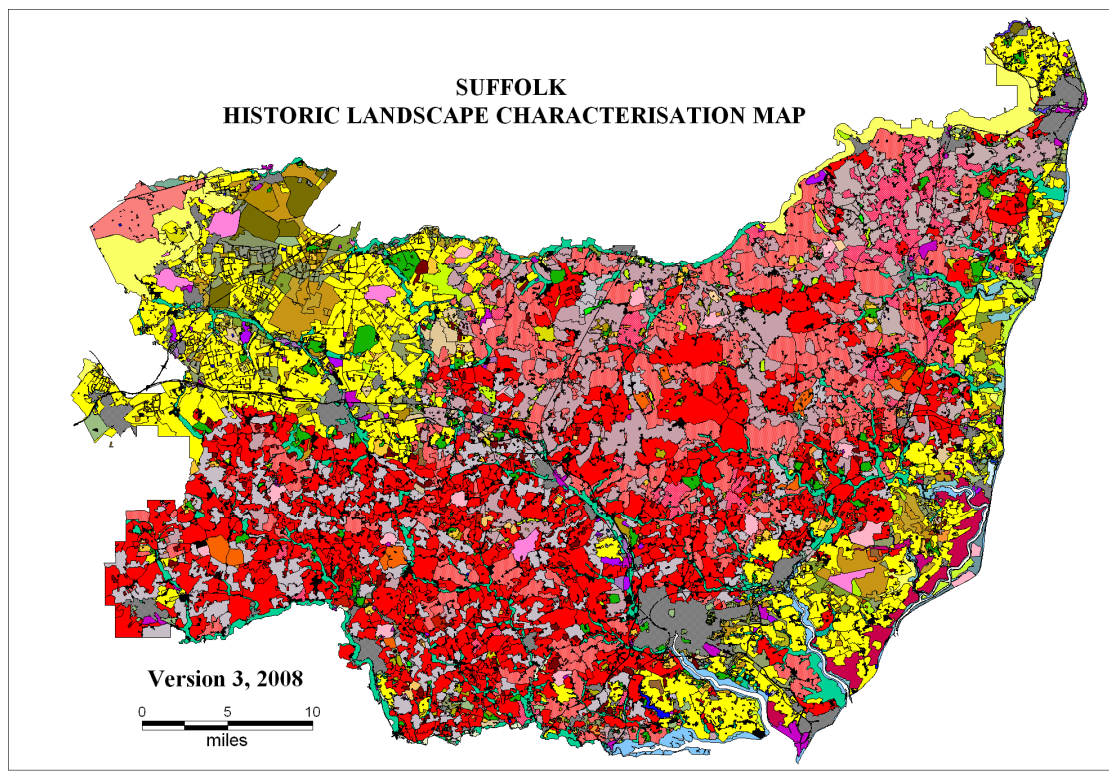 SUFFOLK
HISTORIC LANDSCAPE CHARACTERISATION MAP
Version 3, 2008
0 5 10
miles